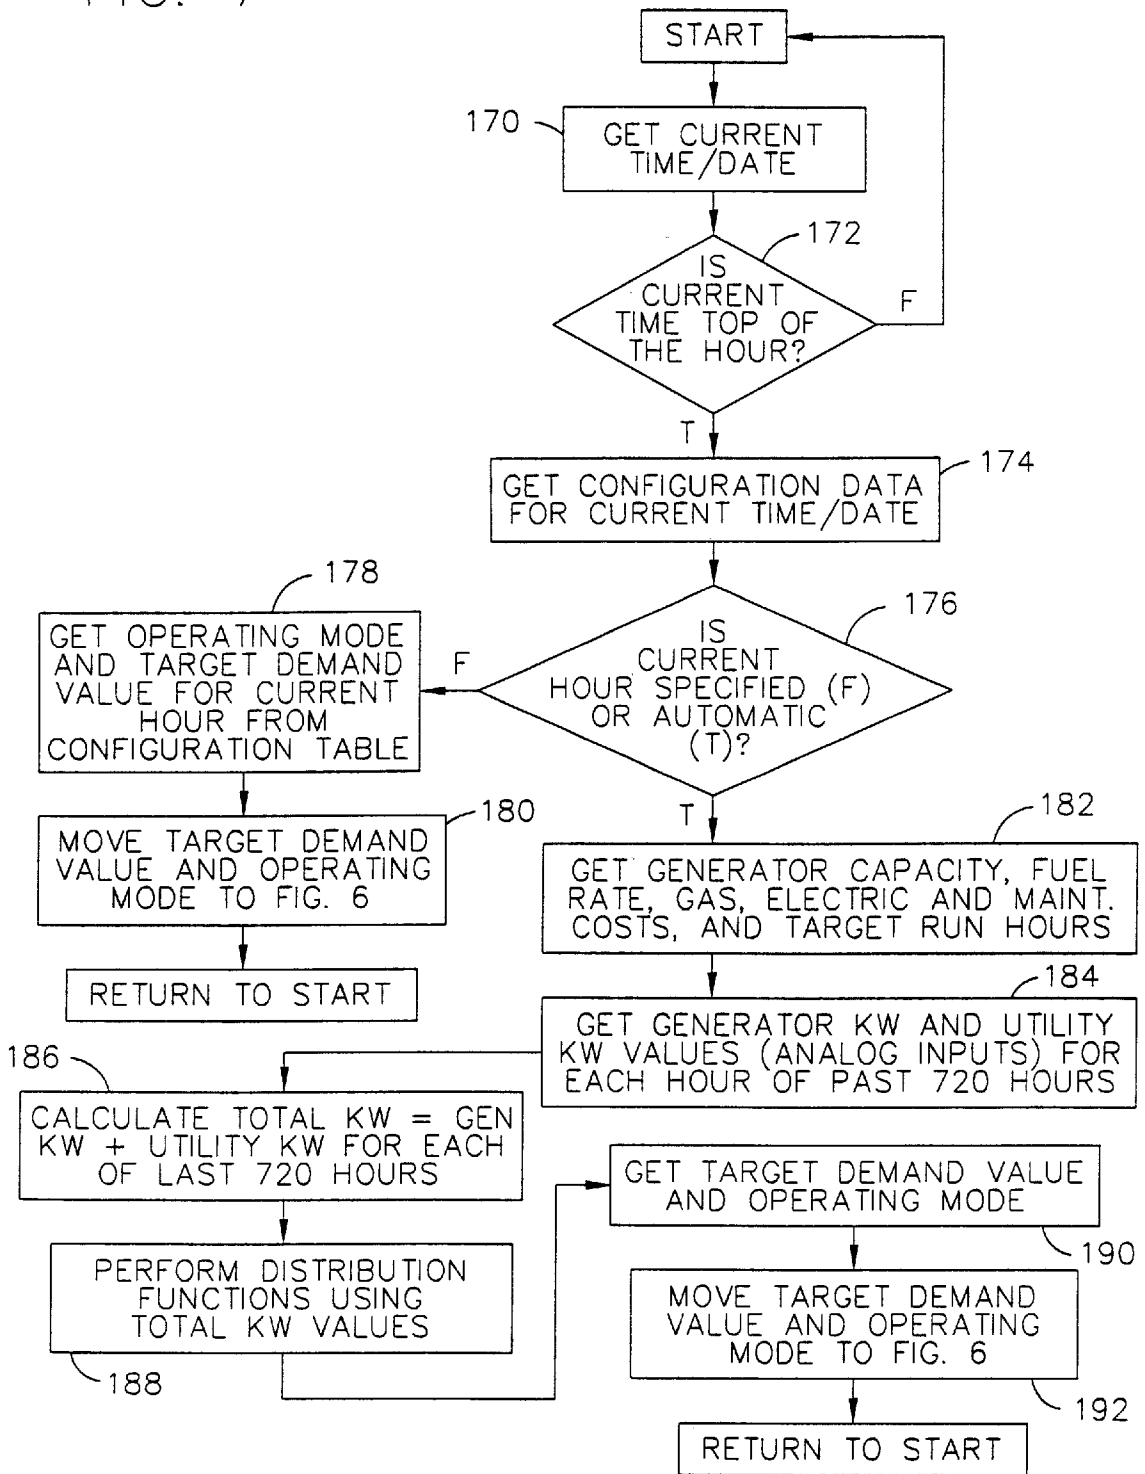 START
170
GET CURRENT
TIME/DATE
172
IS
CURRENT
TIME TOP OF
THE HOUR?
F
T
174
GET CONFIGURATION DATA
FOR CURRENT TIME/DATE
176
IS
CURRENT
HOUR SPECIFIED (F)
OR AUTOMATIC
(T)?
F
178
GET OPERATING MODE
AND TARGET DEMAND
VALUE FOR CURRENT
HOUR FROM
CONFIGURATION TABLE
180
MOVE TARGET DEMAND
VALUE AND OPERATING
MODE TO FIG. 6
RETURN TO START
T
182
GET GENERATOR CAPACITY, FUEL
RATE, GAS, ELECTRIC AND MAINT.
COSTS, AND TARGET RUN HOURS
184
GET GENERATOR KW AND UTILITY
KW VALUES (ANALOG INPUTS) FOR
EACH HOUR OF PAST 720 HOURS
186
CALCULATE TOTAL KW = GEN
KW + UTILITY KW FOR EACH
OF LAST 720 HOURS
PERFORM DISTRIBUTION
FUNCTIONS USING
TOTAL KW VALUES
188
GET TARGET DEMAND VALUE
AND OPERATING MODE
190
MOVE TARGET DEMAND
VALUE AND OPERATING
MODE TO FIG. 6
192
RETURN TO START